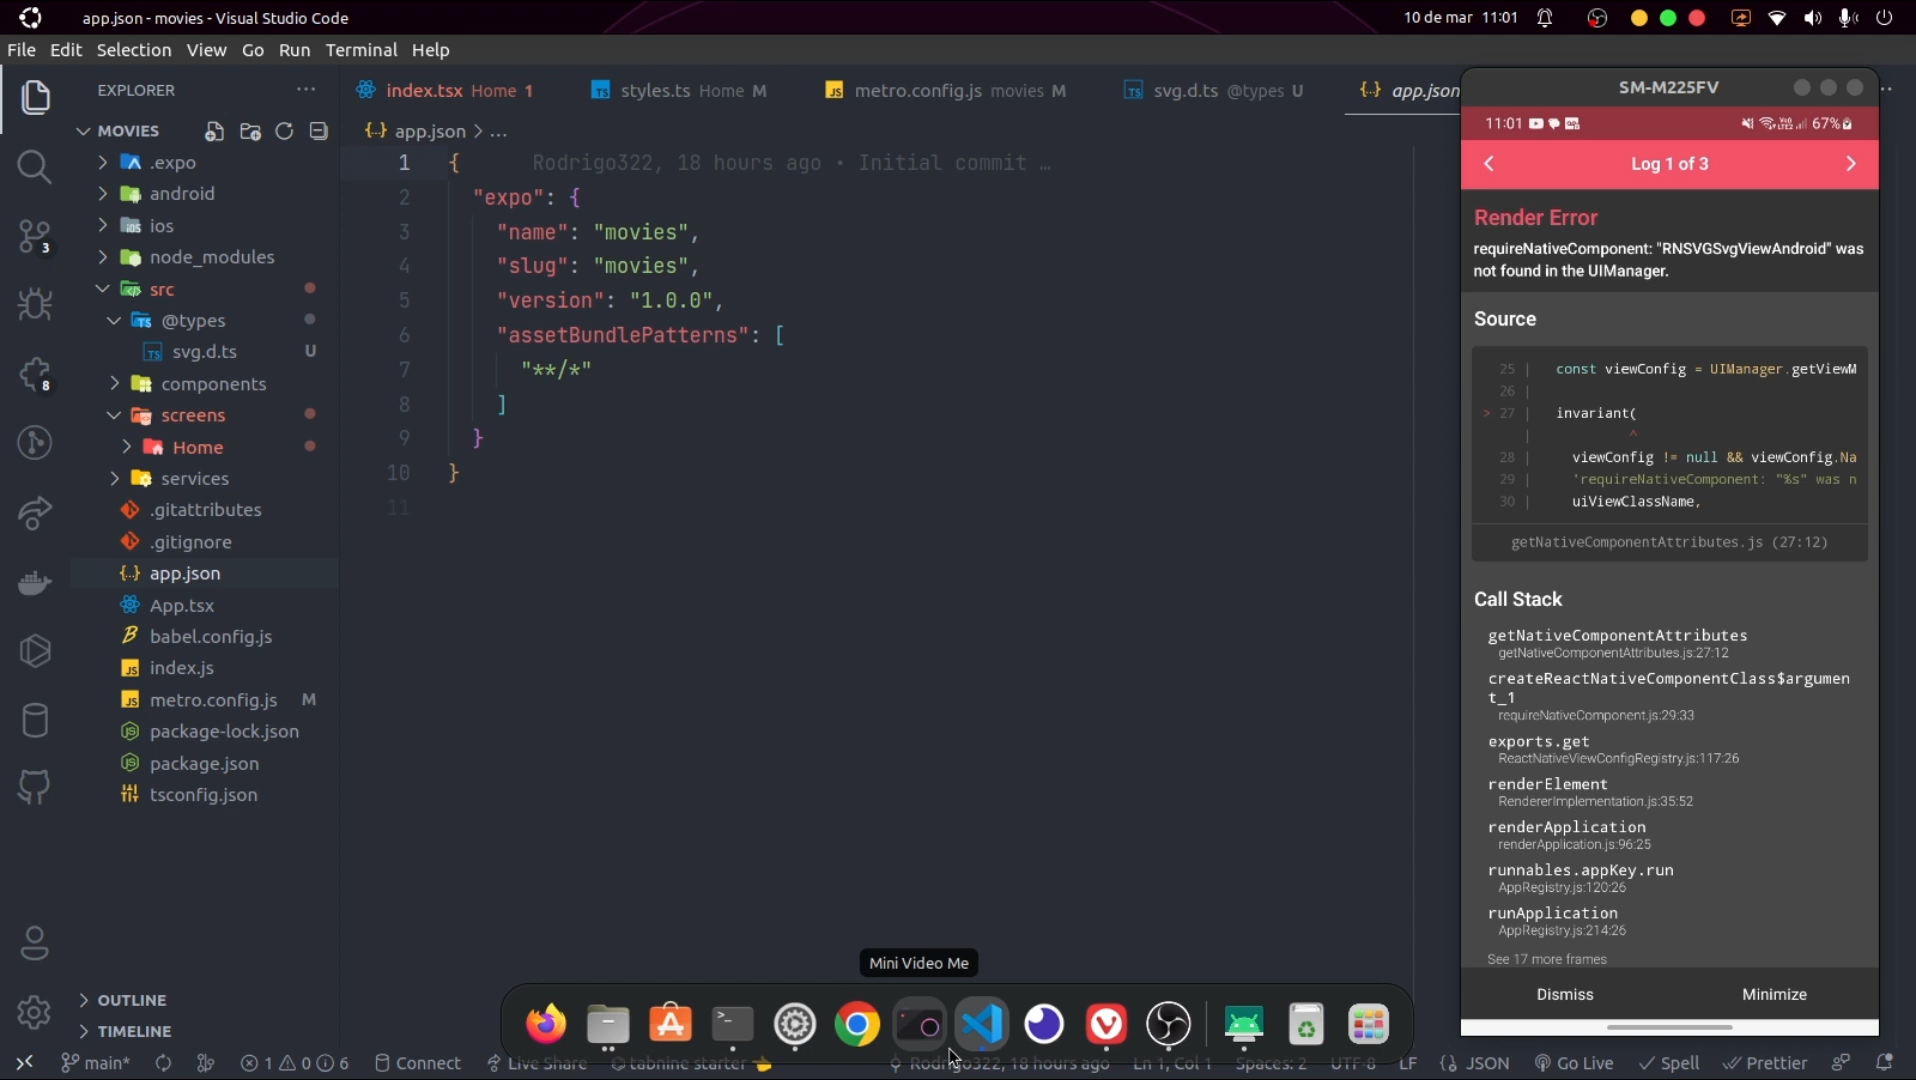 app.json - movies - Visual Studio Code
10 de mar 11:01
File Edit Selection View Go Run Terminal Help
EXPLORER
index.tsx Home 1
styles.ts Home M
metro.config.js movies M
svg.d.ts @types U
app.json
MOVIES
app.json > ...
.expo
android
ios
node_modules
src
@types
svg.d.ts U
components
screens
Home
services
.gitattributes
.gitignore
app.json
App.tsx
babel.config.js
index.js
metro.config.js M
package-lock.json
package.json
tsconfig.json
OUTLINE
TIMELINE
3
8
1 { Rodrigo322, 18 hours ago • Initial commit …
2 "expo": {
3 "name": "movies",
4 "slug": "movies",
5 "version": "1.0.0",
6 "assetBundlePatterns": [
7 "**/*"
8 ]
9 }
10 }
11
SM-M225FV
11:01
67%
Log 1 of 3
Render Error
requireNativeComponent: "RNSVGSvgViewAndroid" was
not found in the UIManager.
Source
25 | const viewConfig = UIManager.getViewM
26 |
> 27 | invariant(
| ^
28 | viewConfig != null && viewConfig.Na
29 | 'requireNativeComponent: "%s" was n
30 | uiViewClassName,
getNativeComponentAttributes.js (27:12)
Call Stack
getNativeComponentAttributes
getNativeComponentAttributes.js:27:12
createReactNativeComponentClass$argumen
t_1
requireNativeComponent.js:29:33
exports.get
ReactNativeViewConfigRegistry.js:117:26
renderElement
RendererImplementation.js:35:52
renderApplication
renderApplication.js:96:25
runnables.appKey.run
AppRegistry.js:120:26
runApplication
AppRegistry.js:214:26
See 17 more frames
Dismiss Minimize
Mini Video Me
main* 1 0 6 Connect Live Share tabnine starter Rodrigo322, 18 hours ago Ln 1, Col 1 Spaces: 2 UTF-8 LF JSON Go Live Spell Prettier